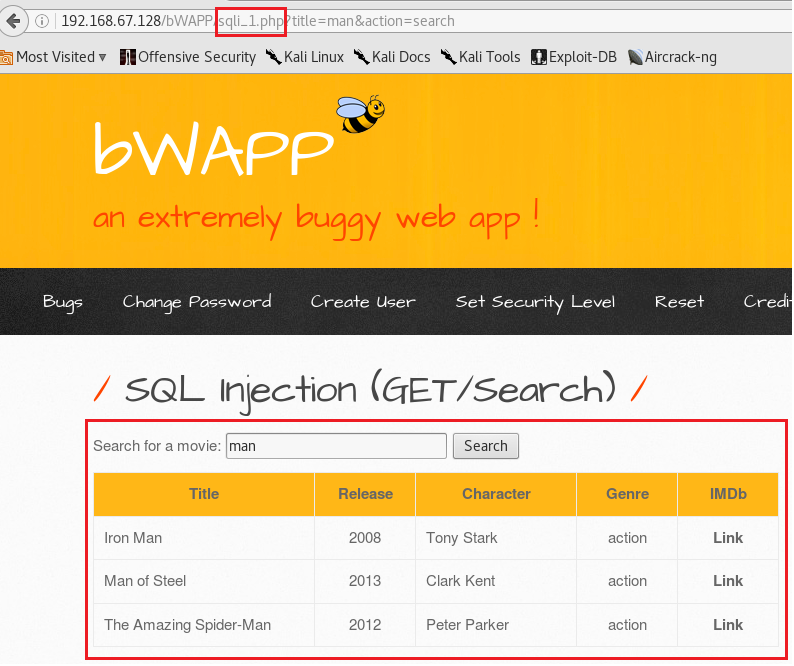 192.168.67.128/bWAPP/sqli_1.php?title=man&action=search
Most Visited Offensive Security Kali Linux Kali Docs Kali Tools Exploit-DB Aircrack-ng
bWAPP
an extremely buggy web app !
Bugs Change Password Create User Set Security Level Reset Credit
/ SQL Injection (GET/Search) /
Search for a movie: man Search
Title Release Character Genre IMDb
Iron Man 2008 Tony Stark action Link
Man of Steel 2013 Clark Kent action Link
The Amazing Spider-Man 2012 Peter Parker action Link